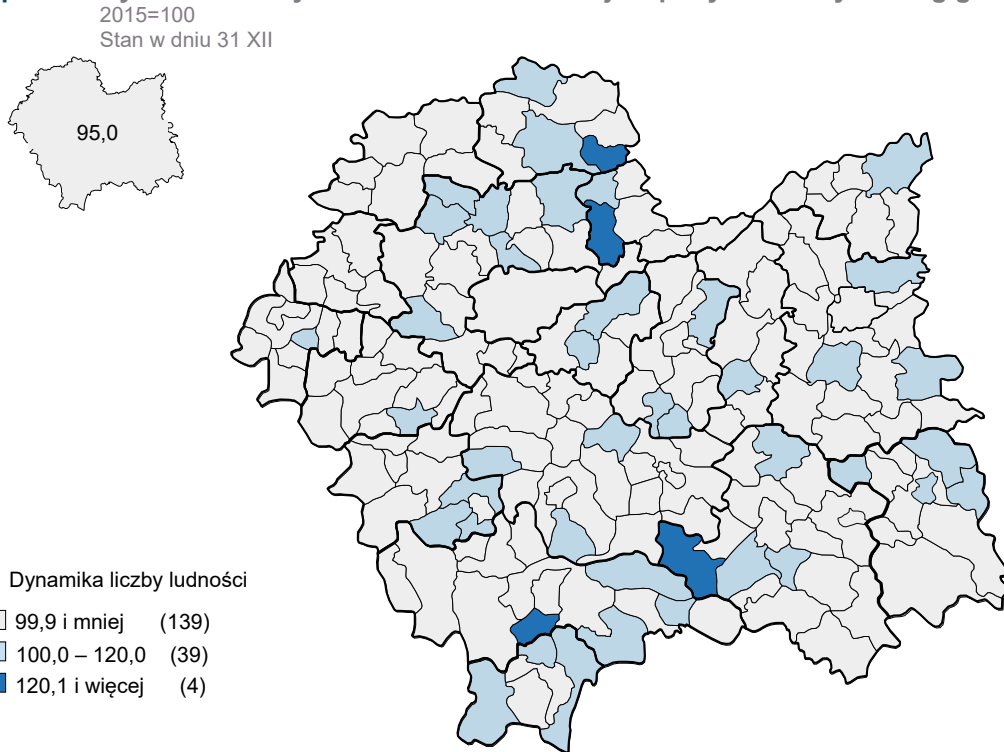 2015=100
Stan w dniu 31 XII
95,0
Dynamika liczby ludności
99,9 i mniej (139)
100,0 – 120,0 (39)
120,1 i więcej (4)